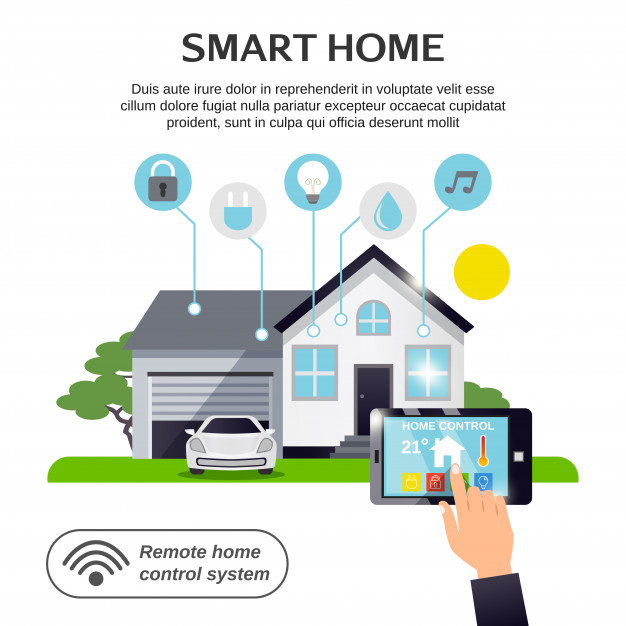 SMART HOME
Duis aute irure dolor in reprehenderit in voluptate velit esse
cillum dolore fugiat nulla pariatur excepteur occaecat cupidatat
proident, sunt in culpa qui officia deserunt mollit
HOME CONTROL
21°
Remote home
control system